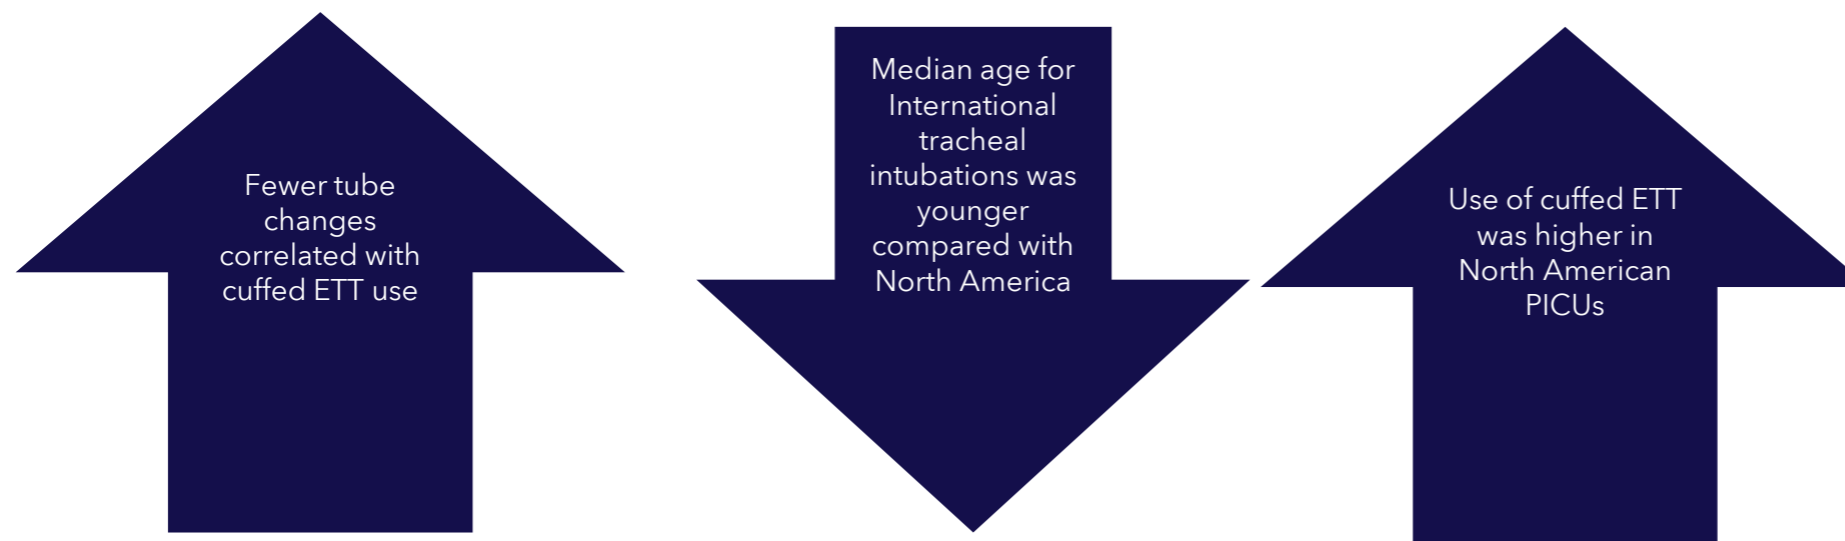 Fewer tube
changes
correlated with
cuffed ETT use
Median age for
International
tracheal
intubations was
younger
compared with
North America
Use of cuffed ETT
was higher in
North American
PICUs